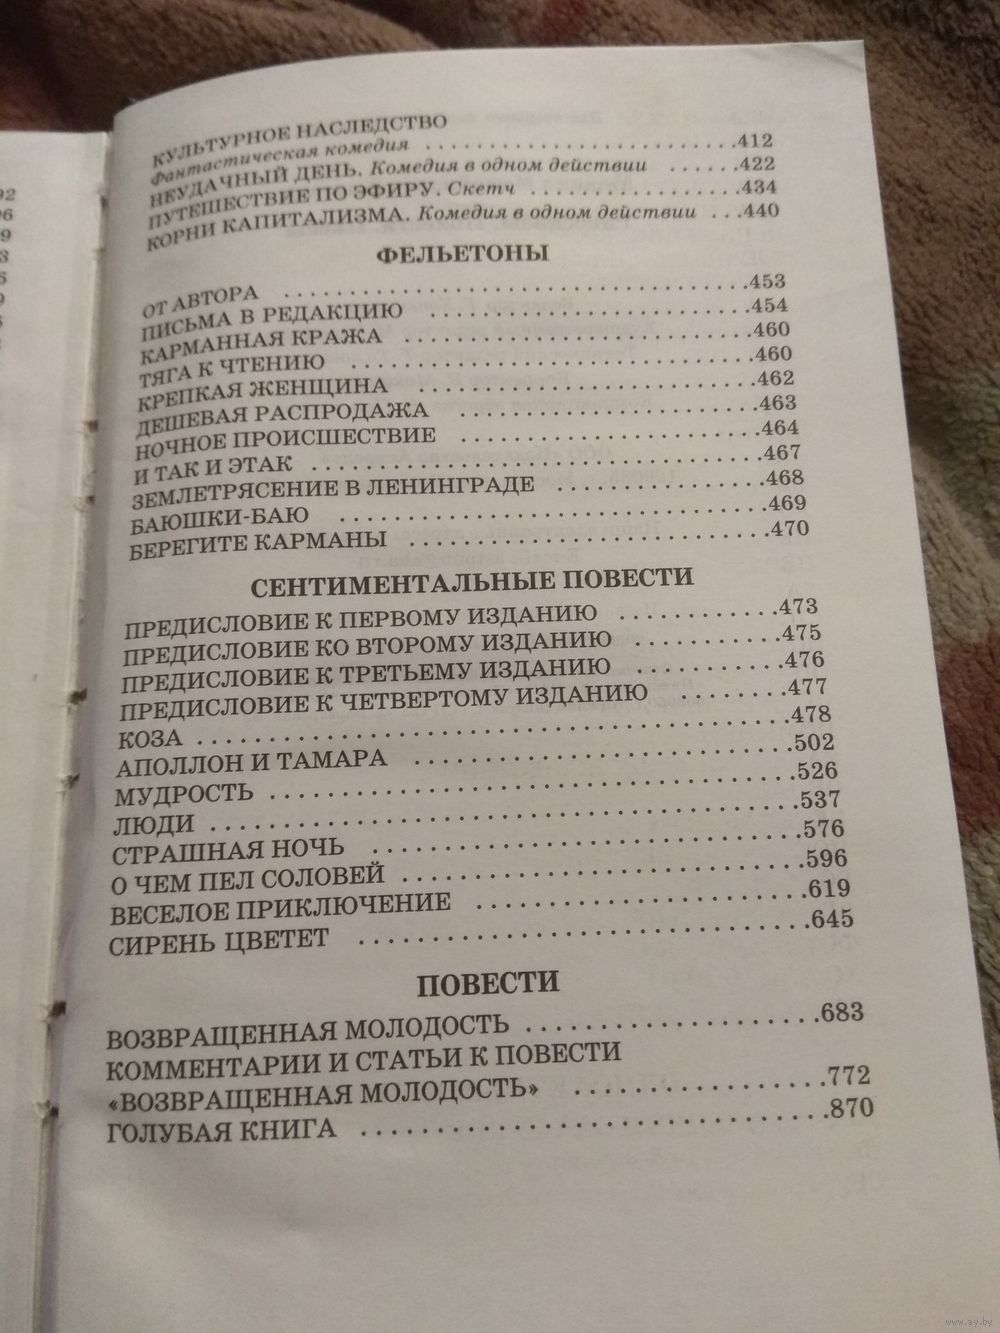 КУЛЬТУРНОЕ НАСЛЕДСТВО
Фантастическая комедия . . . . . . . . . . . . . . . . . . . . . . .412
НЕУДАЧНЫЙ ДЕНЬ. Комедия в одном действии . . . . . .422
ПУТЕШЕСТВИЕ ПО ЭФИРУ. Скетч . . . . . . . . . . . . . . . .434
КОРНИ КАПИТАЛИЗМА. Комедия в одном действии . . .440
ФЕЛЬЕТОНЫ
ОТ АВТОРА . . . . . . . . . . . . . . . . . . . . . . . . . . . . . . . . . .453
ПИСЬМА В РЕДАКЦИЮ . . . . . . . . . . . . . . . . . . . . . . . .454
КАРМАННАЯ КРАЖА . . . . . . . . . . . . . . . . . . . . . . . . . .460
ТЯГА К ЧТЕНИЮ . . . . . . . . . . . . . . . . . . . . . . . . . . . . . .460
КРЕПКАЯ ЖЕНЩИНА . . . . . . . . . . . . . . . . . . . . . . . . .462
ДЕШЕВАЯ РАСПРОДАЖА . . . . . . . . . . . . . . . . . . . . . .463
НОЧНОЕ ПРОИСШЕСТВИЕ . . . . . . . . . . . . . . . . . . . . . .464
И ТАК И ЭТАК . . . . . . . . . . . . . . . . . . . . . . . . . . . . . . . . .467
ЗЕМЛЕТРЯСЕНИЕ В ЛЕНИНГРАДЕ . . . . . . . . . . . . . . . .468
БАЮШКИ-БАЮ . . . . . . . . . . . . . . . . . . . . . . . . . . . . . . .469
БЕРЕГИТЕ КАРМАНЫ . . . . . . . . . . . . . . . . . . . . . . . . . .470
СЕНТИМЕНТАЛЬНЫЕ ПОВЕСТИ
ПРЕДИСЛОВИЕ К ПЕРВОМУ ИЗДАНИЮ . . . . . . . . . . . .473
ПРЕДИСЛОВИЕ КО ВТОРОМУ ИЗДАНИЮ . . . . . . . . . . .475
ПРЕДИСЛОВИЕ К ТРЕТЬЕМУ ИЗДАНИЮ . . . . . . . . . . .476
ПРЕДИСЛОВИЕ К ЧЕТВЕРТОМУ ИЗДАНИЮ . . . . . . . .477
КОЗА . . . . . . . . . . . . . . . . . . . . . . . . . . . . . . . . . . . . . . . . . .478
АПОЛЛОН И ТАМАРА . . . . . . . . . . . . . . . . . . . . . . . . . . .502
МУДРОСТЬ . . . . . . . . . . . . . . . . . . . . . . . . . . . . . . . . . . . . .526
ЛЮДИ . . . . . . . . . . . . . . . . . . . . . . . . . . . . . . . . . . . . . . . . .537
СТРАШНАЯ НОЧЬ . . . . . . . . . . . . . . . . . . . . . . . . . . . . . .576
О ЧЕМ ПЕЛ СОЛОВЕЙ . . . . . . . . . . . . . . . . . . . . . . . . . . . .596
ВЕСЕЛОЕ ПРИКЛЮЧЕНИЕ . . . . . . . . . . . . . . . . . . . . . . .619
СИРЕНЬ ЦВЕТЕТ . . . . . . . . . . . . . . . . . . . . . . . . . . . . . . .645
ПОВЕСТИ
ВОЗВРАЩЕННАЯ МОЛОДОСТЬ . . . . . . . . . . . . . . . . . . . .683
КОММЕНТАРИИ И СТАТЬИ К ПОВЕСТИ
«ВОЗВРАЩЕННАЯ МОЛОДОСТЬ» . . . . . . . . . . . . . . . . .772
ГОЛУБАЯ КНИГА . . . . . . . . . . . . . . . . . . . . . . . . . . . . . . .870
www.ay.by